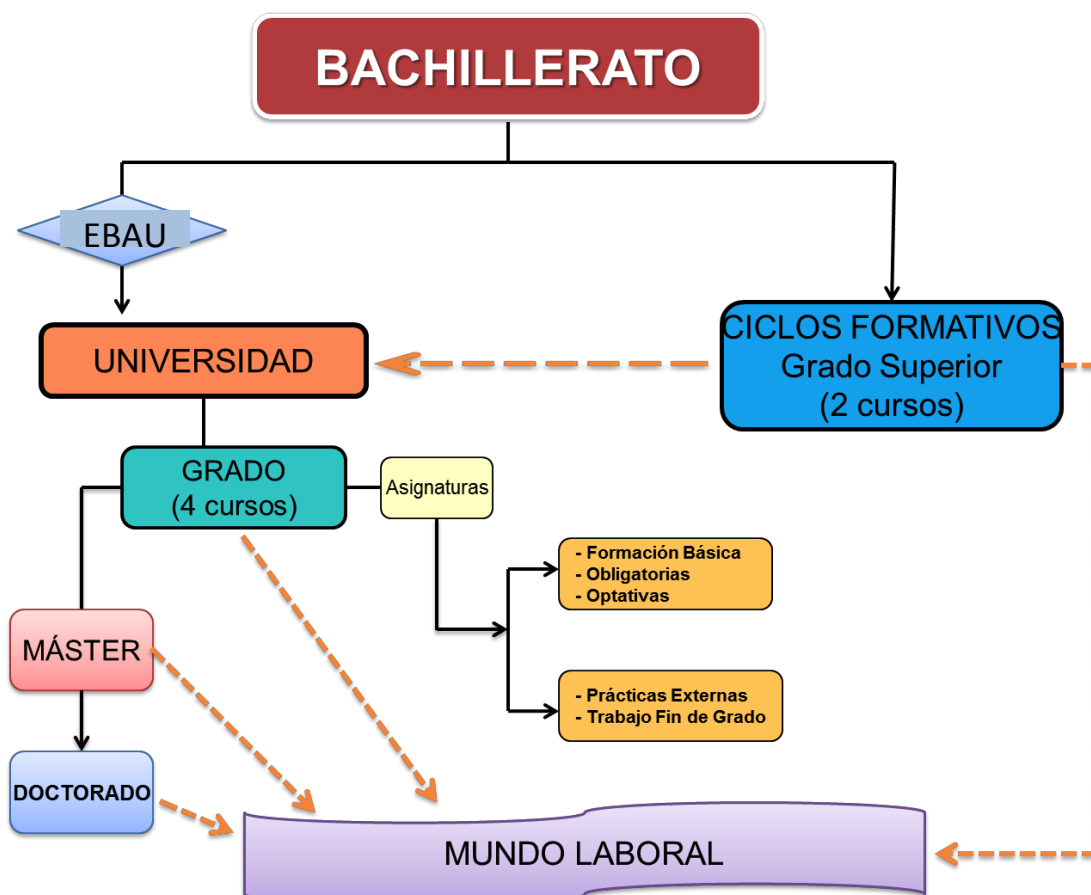 BACHILLERATO
EBAU
UNIVERSIDAD
CICLOS FORMATIVOS
Grado Superior
(2 cursos)
GRADO
(4 cursos)
Asignaturas
- Formación Básica
- Obligatorias
- Optativas
MÁSTER
- Prácticas Externas
- Trabajo Fin de Grado
DOCTORADO
MUNDO LABORAL